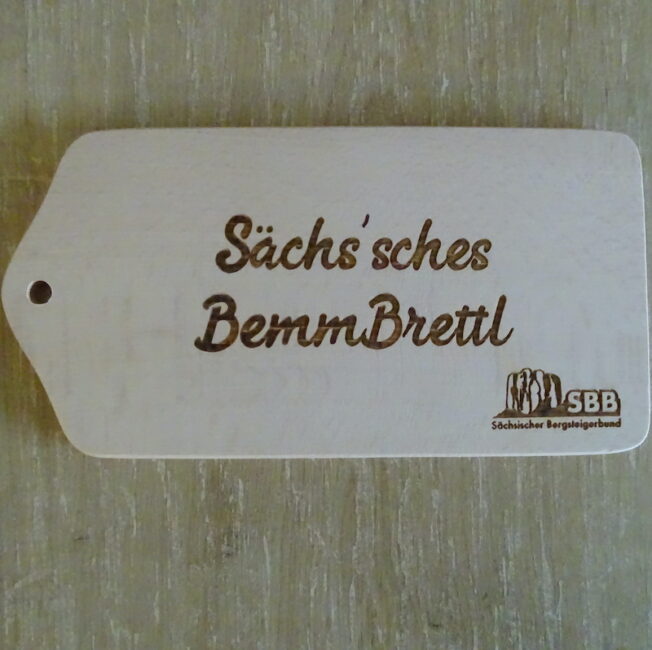 Sächs'sches
BemmBrettl
SBB
Sächsischer Bergsteigerbund